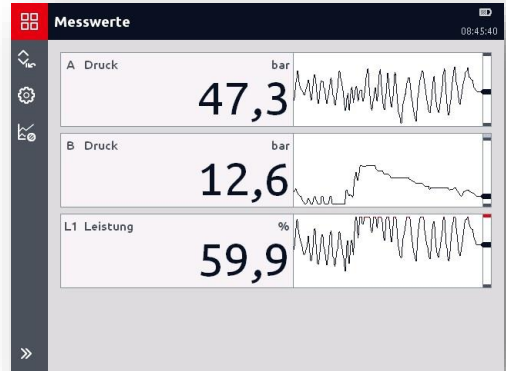 Messwerte
08:45:40
A Druck bar
47,3
B Druck bar
12,6
L1 Leistung %
59,9